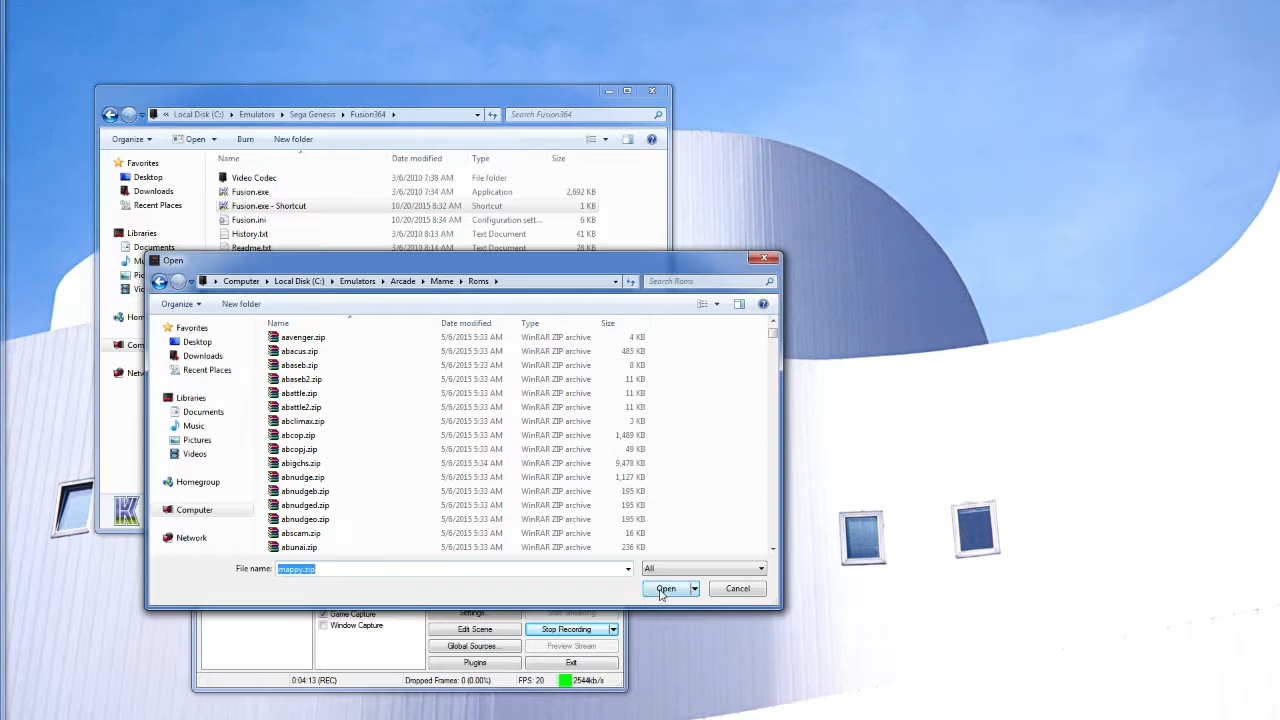 « Local Disk (C:) Emulators Sega Genesis Fusion364 Search Fusion364
Organize Open Burn New folder
Favorites Name Date modified Type Size
Desktop Video Codec 3/6/2010 7:38 AM File folder
Downloads Fusion.exe 3/6/2010 7:34 AM Application 2,692 KB
Recent Places Fusion.exe - Shortcut 10/20/2015 8:32 AM Shortcut 1 KB
Fusion.ini 10/20/2015 8:34 AM Configuration sett... 6 KB
Libraries History.txt 3/6/2010 8:13 AM Text Document 41 KB
Documents Readme.txt 3/6/2010 8:14 AM Text Document 28 KB
Open
Computer Local Disk (C:) Emulators Arcade Mame Roms Search Roms
Organize New folder
Favorites Name Date modified Type Size
Desktop aavenger.zip 5/6/2015 5:33 AM WinRAR ZIP archive 4 KB
Downloads abacus.zip 5/6/2015 5:33 AM WinRAR ZIP archive 485 KB
Recent Places abaseb.zip 5/6/2015 5:33 AM WinRAR ZIP archive 8 KB
abaseb2.zip 5/6/2015 5:33 AM WinRAR ZIP archive 11 KB
Libraries abattle.zip 5/6/2015 5:33 AM WinRAR ZIP archive 11 KB
Documents abattle2.zip 5/6/2015 5:33 AM WinRAR ZIP archive 11 KB
Music abclimax.zip 5/6/2015 5:33 AM WinRAR ZIP archive 3 KB
Pictures abcop.zip 5/6/2015 5:33 AM WinRAR ZIP archive 1,489 KB
Videos abcopj.zip 5/6/2015 5:33 AM WinRAR ZIP archive 49 KB
abigchs.zip 5/6/2015 5:34 AM WinRAR ZIP archive 9,478 KB
Homegroup abnudge.zip 5/6/2015 5:33 AM WinRAR ZIP archive 1,127 KB
abnudgeb.zip 5/6/2015 5:33 AM WinRAR ZIP archive 195 KB
Computer abnudged.zip 5/6/2015 5:33 AM WinRAR ZIP archive 195 KB
abnudgeo.zip 5/6/2015 5:33 AM WinRAR ZIP archive 195 KB
Network abscam.zip 5/6/2015 5:33 AM WinRAR ZIP archive 16 KB
abunai.zip 5/6/2015 5:33 AM WinRAR ZIP archive 236 KB
File name: mappy.zip All
Open Cancel
Game Capture Settings... Start Streaming
Window Capture Edit Scene Stop Recording
Global Sources... Preview Stream
Plugins Exit
0:04:13 (REC) Dropped Frames: 0 (0.00%) FPS: 20 2544kb/s